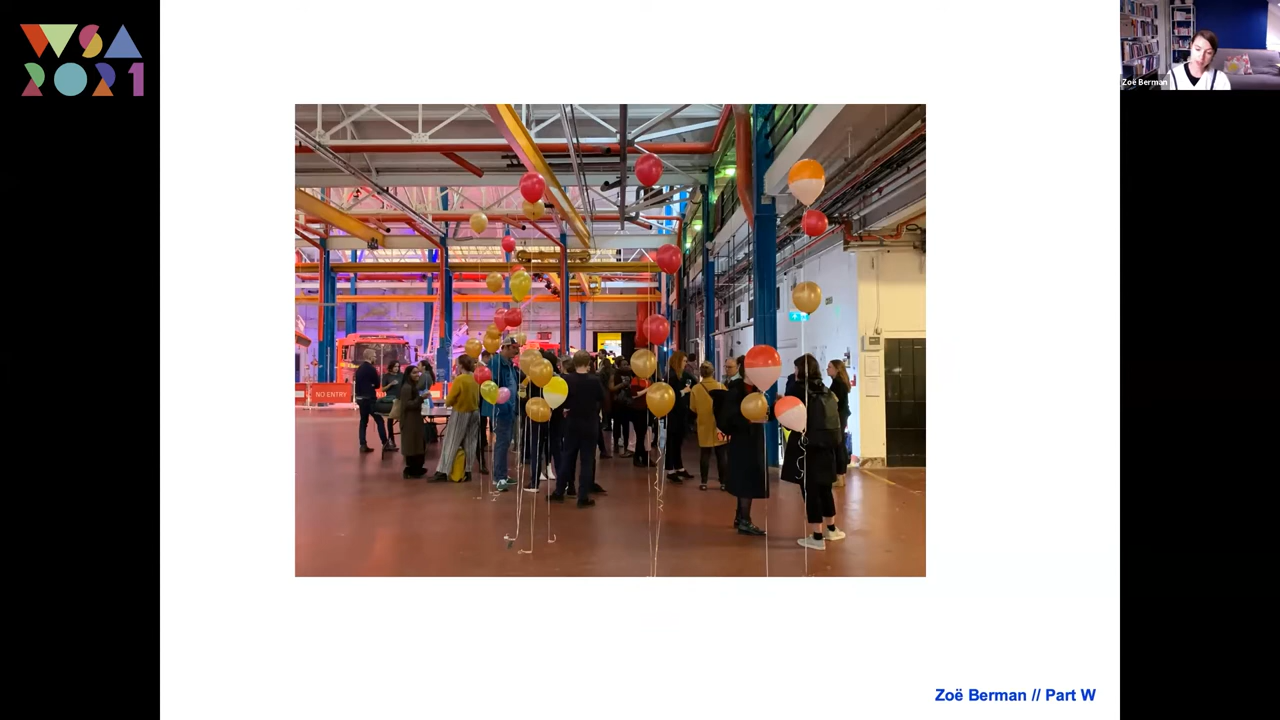 WSA
2021
Zoë Berman
NO ENTRY
Zoë Berman // Part W